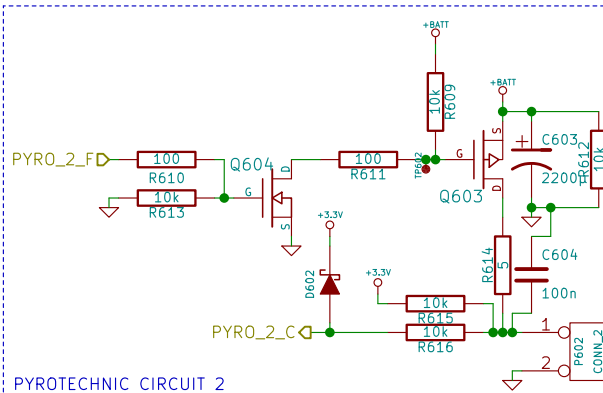 +BATT
+BATT
10k
R609
PYRO_2_F
100
R610
Q604
D
G
S
10k
R613
100
R611
TP602
G
S
D
Q603
C603
R612
10k
+3.3V
D602
+3.3V
R614
5
C604
100n
10k
R615
PYRO_2_C
10k
R616
1
2
P602
CONN_2
PYROTECHNIC CIRCUIT 2